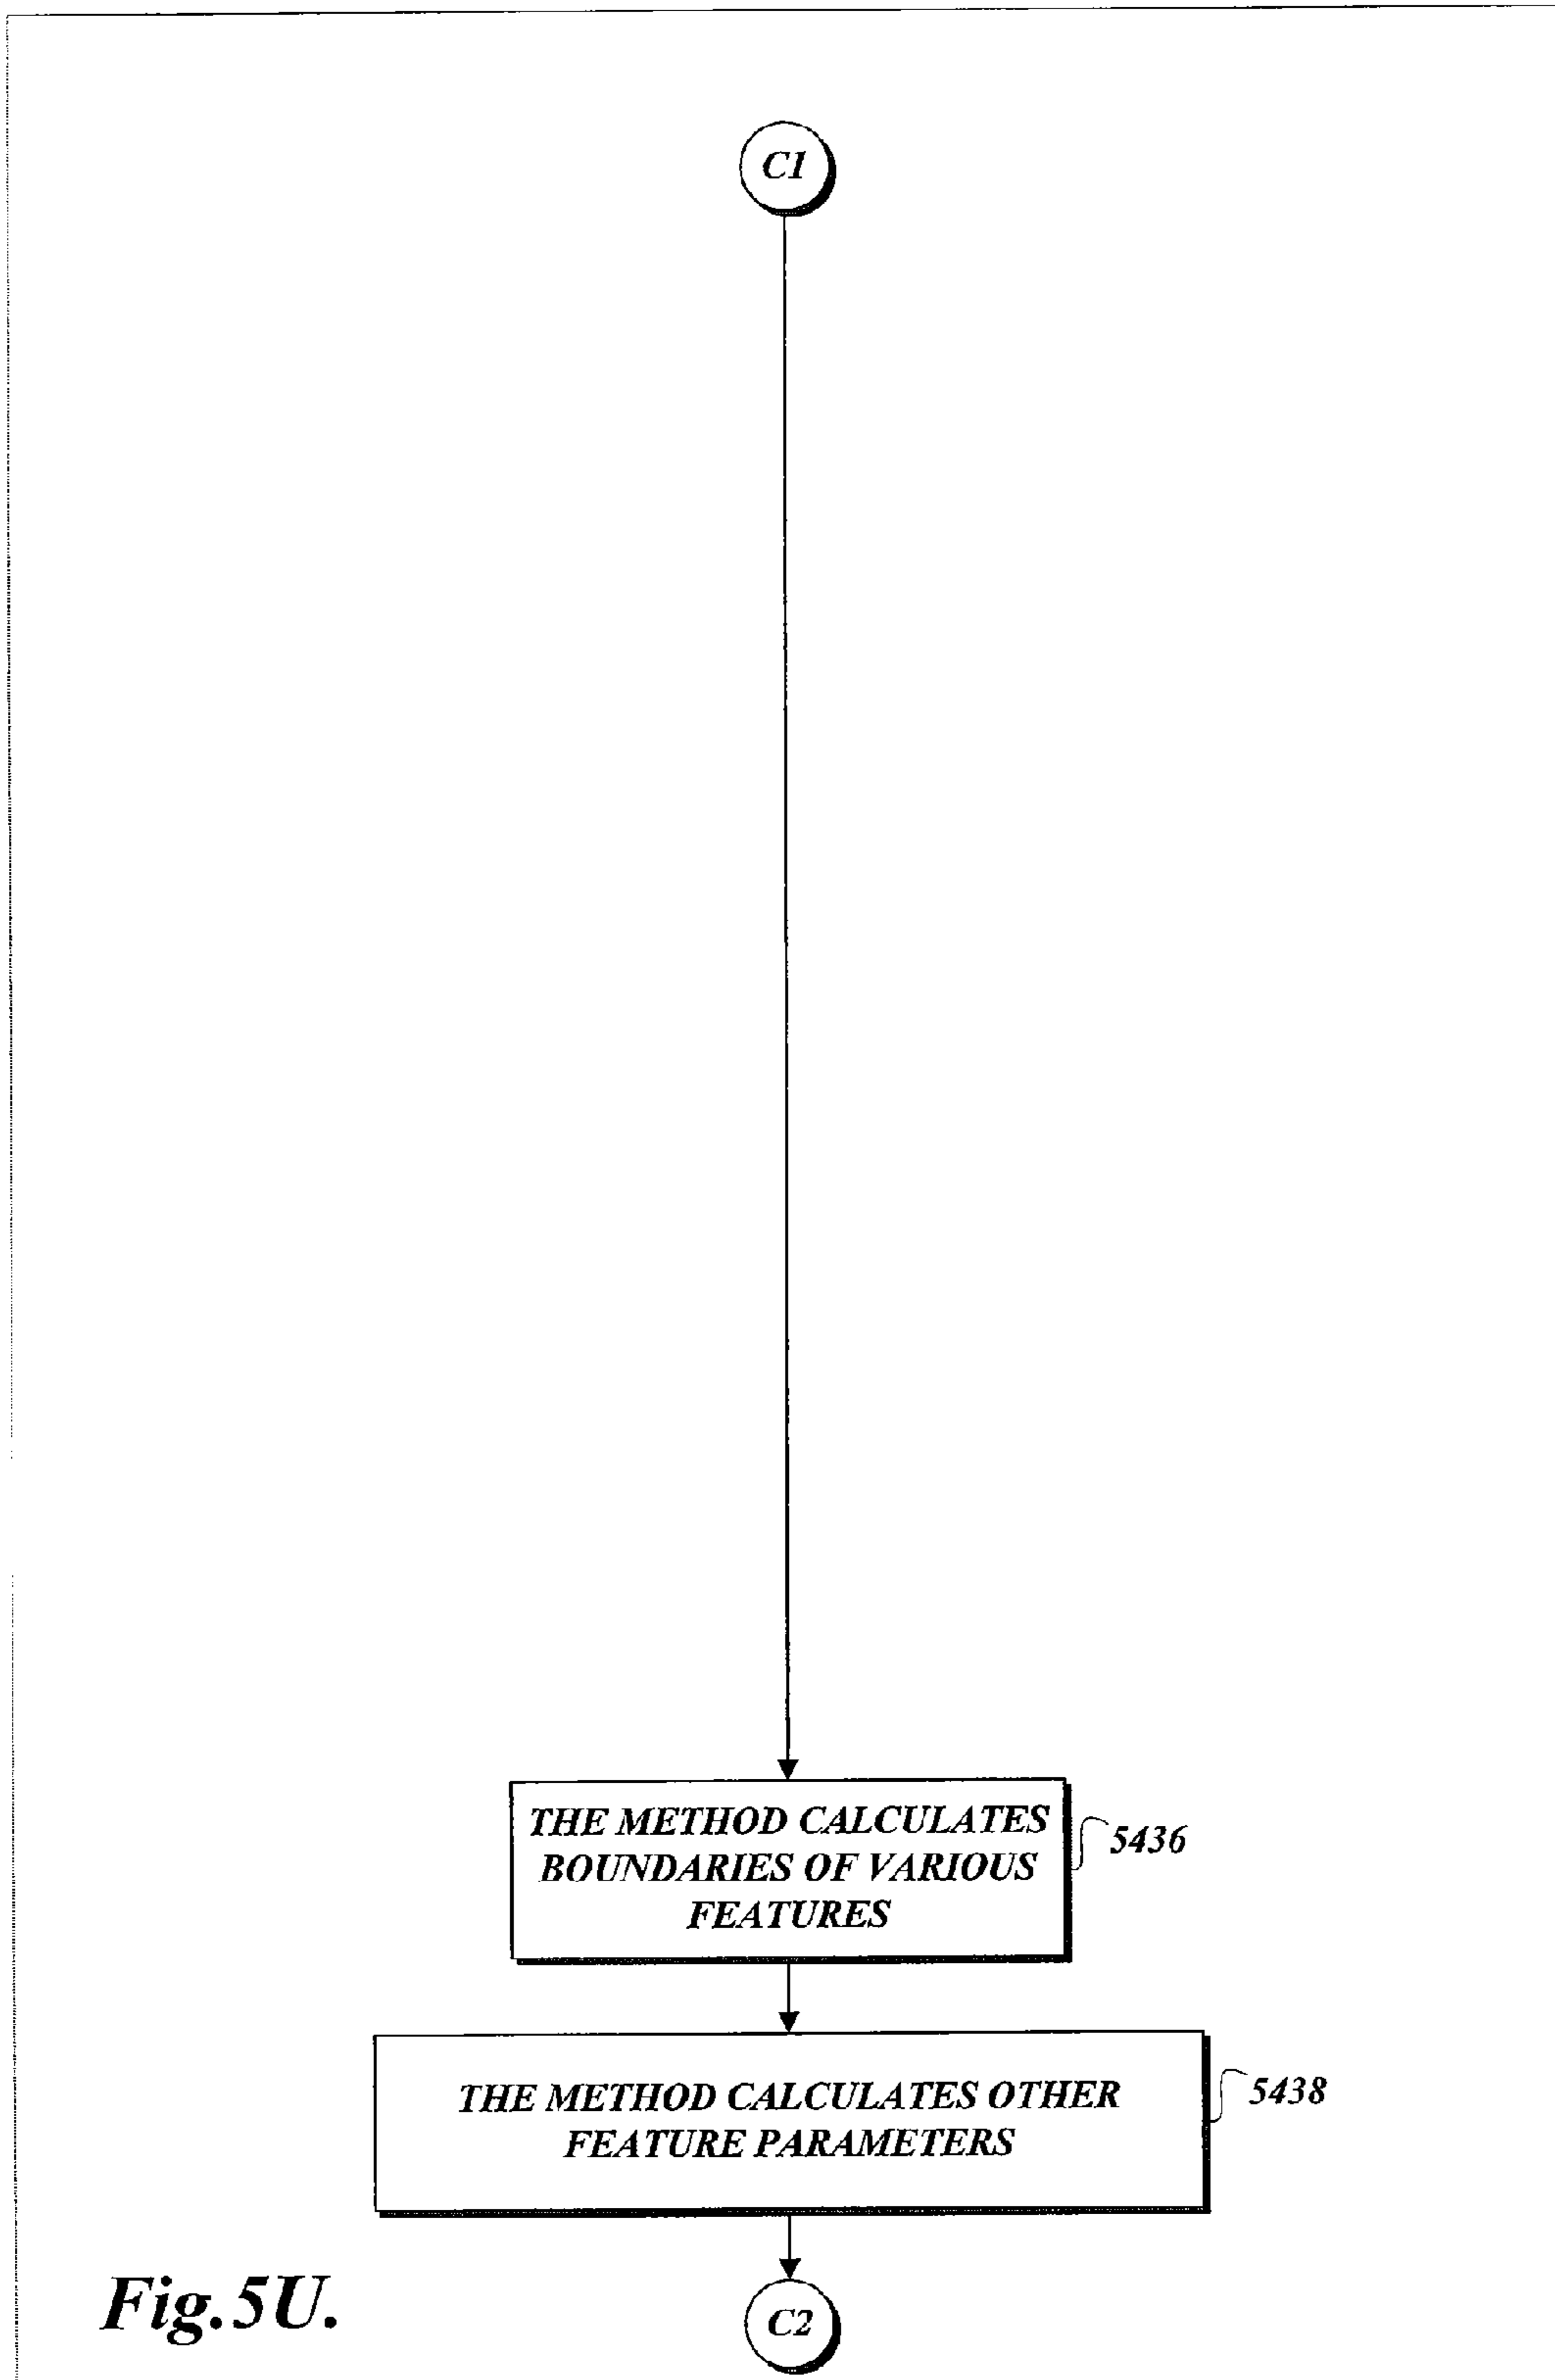 C1
THE METHOD CALCULATES
BOUNDARIES OF VARIOUS
FEATURES
5436
THE METHOD CALCULATES OTHER
FEATURE PARAMETERS
5438
C2
Fig.5U.